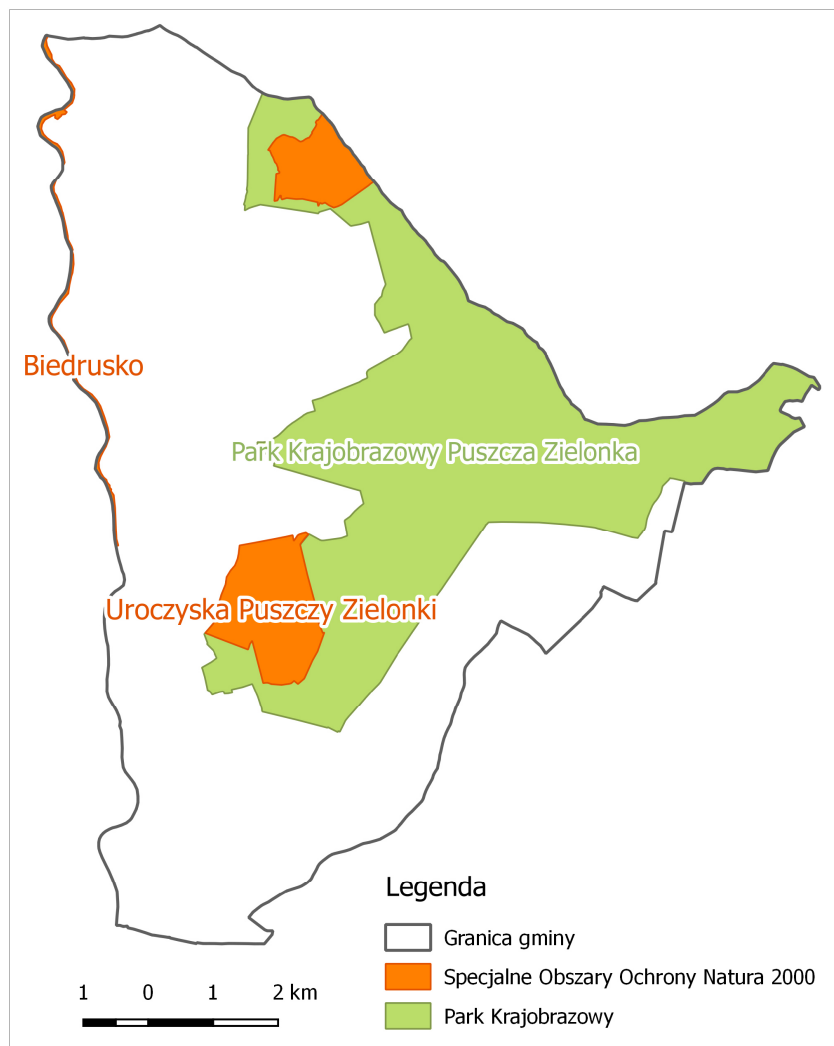 Biedrusko
Park Krajobrazowy Puszcza Zielonka
Uroczyska Puszczy Zielonki
Legenda
Granica gminy
Specjalne Obszary Ochrony Natura 2000
Park Krajobrazowy
1 0 1 2 km